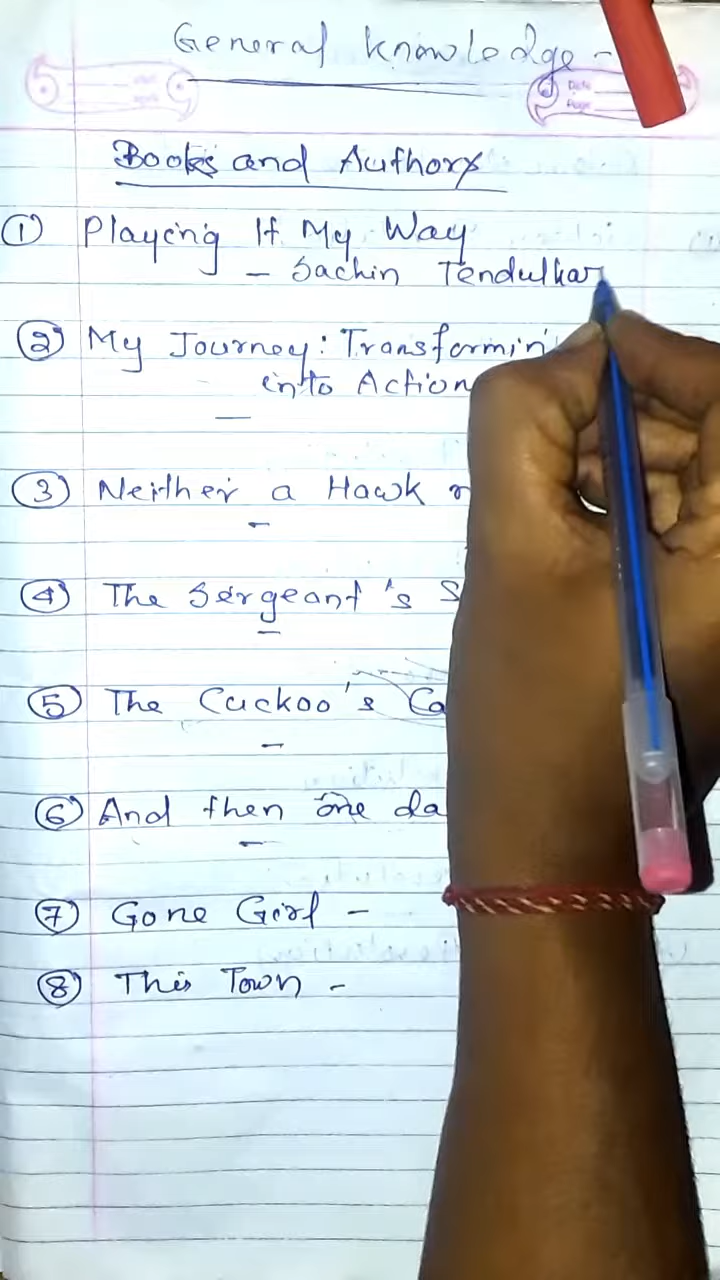 General Knowledge -
Books and Authors
① Playing It My Way
- Sachin Tendulkar
② My Journey: Transformin
into Action
-
③ Neither a Hawk
-
④ The Sergeant's S
-
⑤ The Cuckoo's Ca
-
⑥ And then one da
-
⑦ Gone Girl -
⑧ This Town -